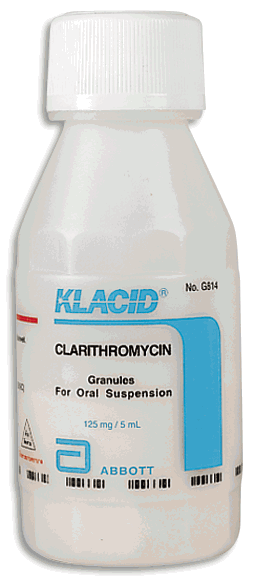 KLACID®
No. G814
CLARITHROMYCIN
Granules
For Oral Suspension
125 mg / 5 mL
ABBOTT